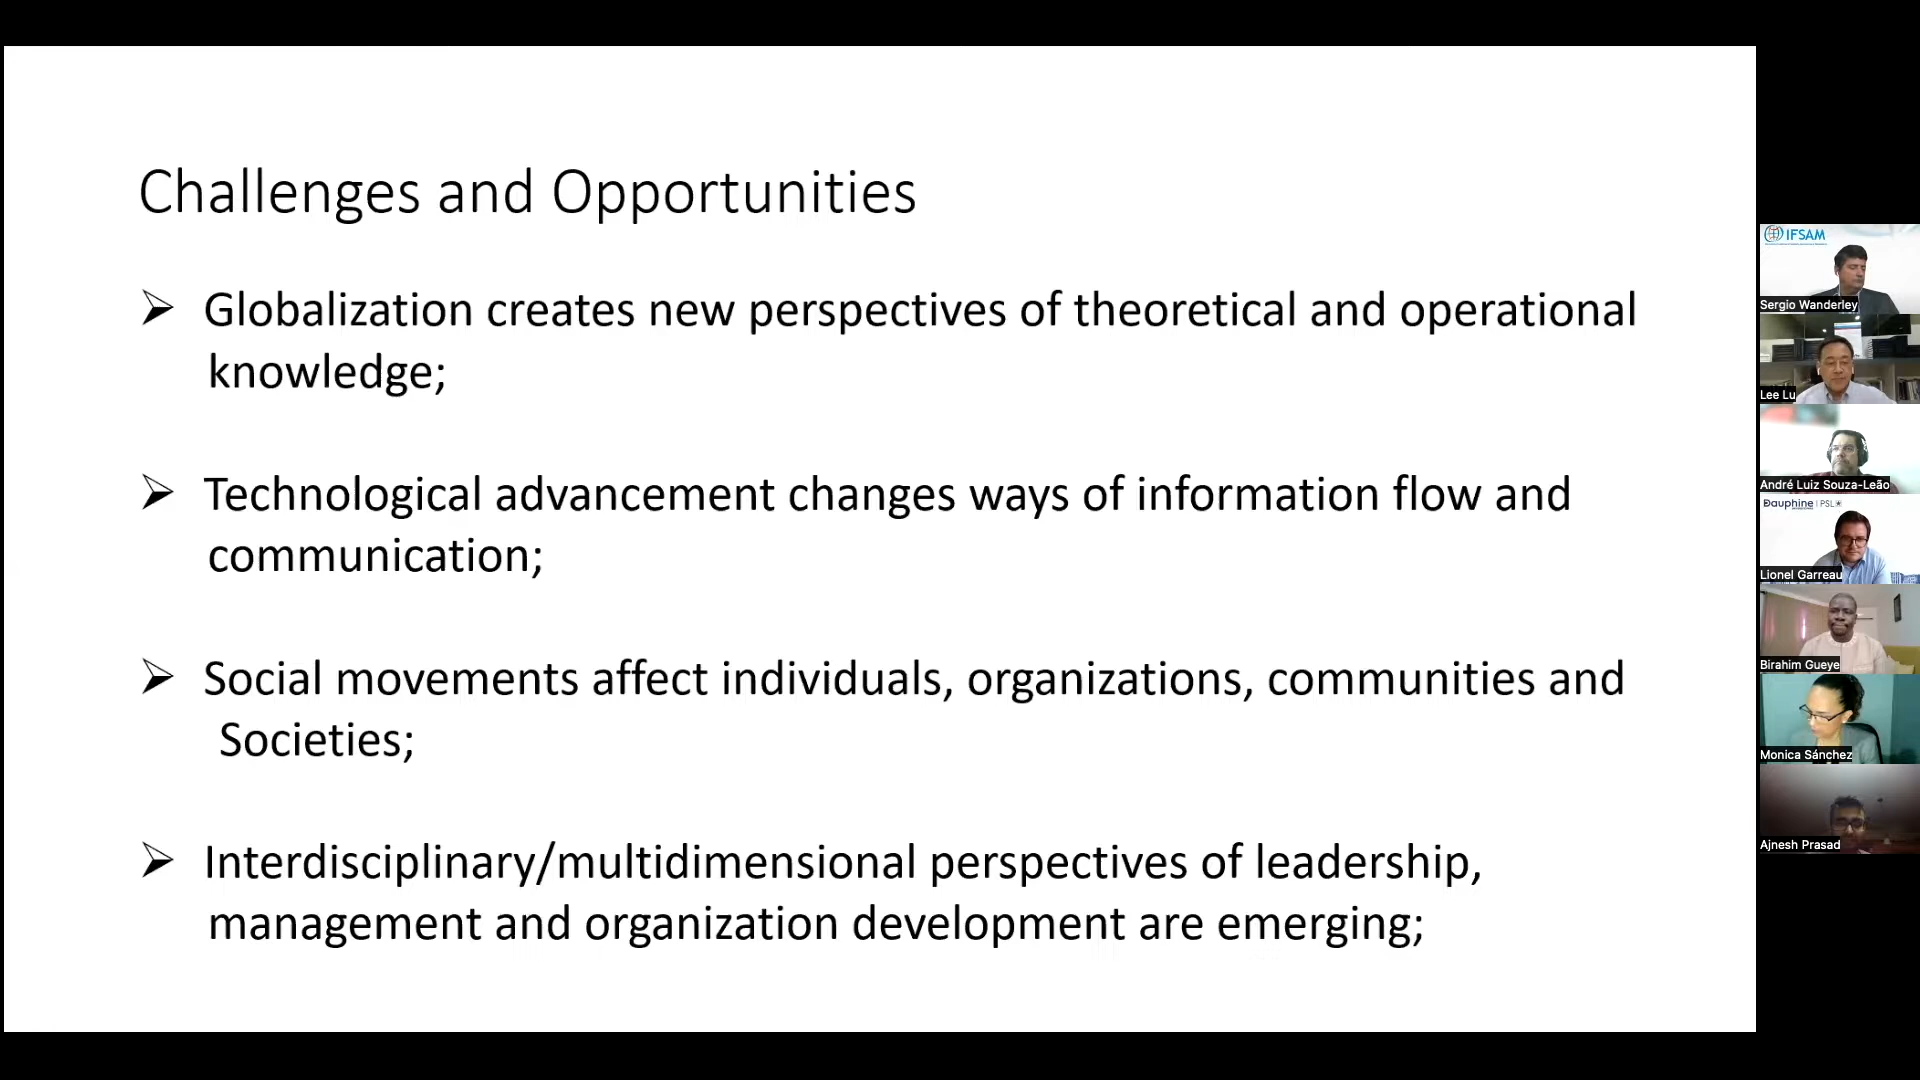 Challenges and Opportunities
➢ Globalization creates new perspectives of theoretical and operational
knowledge;
➢ Technological advancement changes ways of information flow and
communication;
➢ Social movements affect individuals, organizations, communities and
Societies;
➢ Interdisciplinary/multidimensional perspectives of leadership,
management and organization development are emerging;
IFSAM
Sergio Wanderley
Lee Lu
André Luiz Souza-Leão
Dauphine | PSL
Lionel Garreau
Birahim Gueye
Monica Sánchez
Ajnesh Prasad